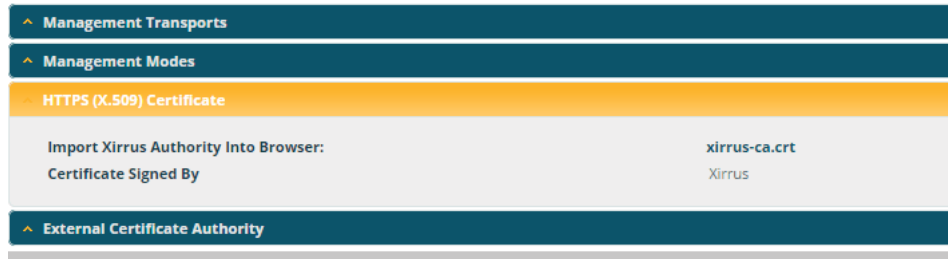 Management Transports
Management Modes
HTTPS (X.509) Certificate
Import Xirrus Authority Into Browser: xirrus-ca.crt
Certificate Signed By Xirrus
External Certificate Authority